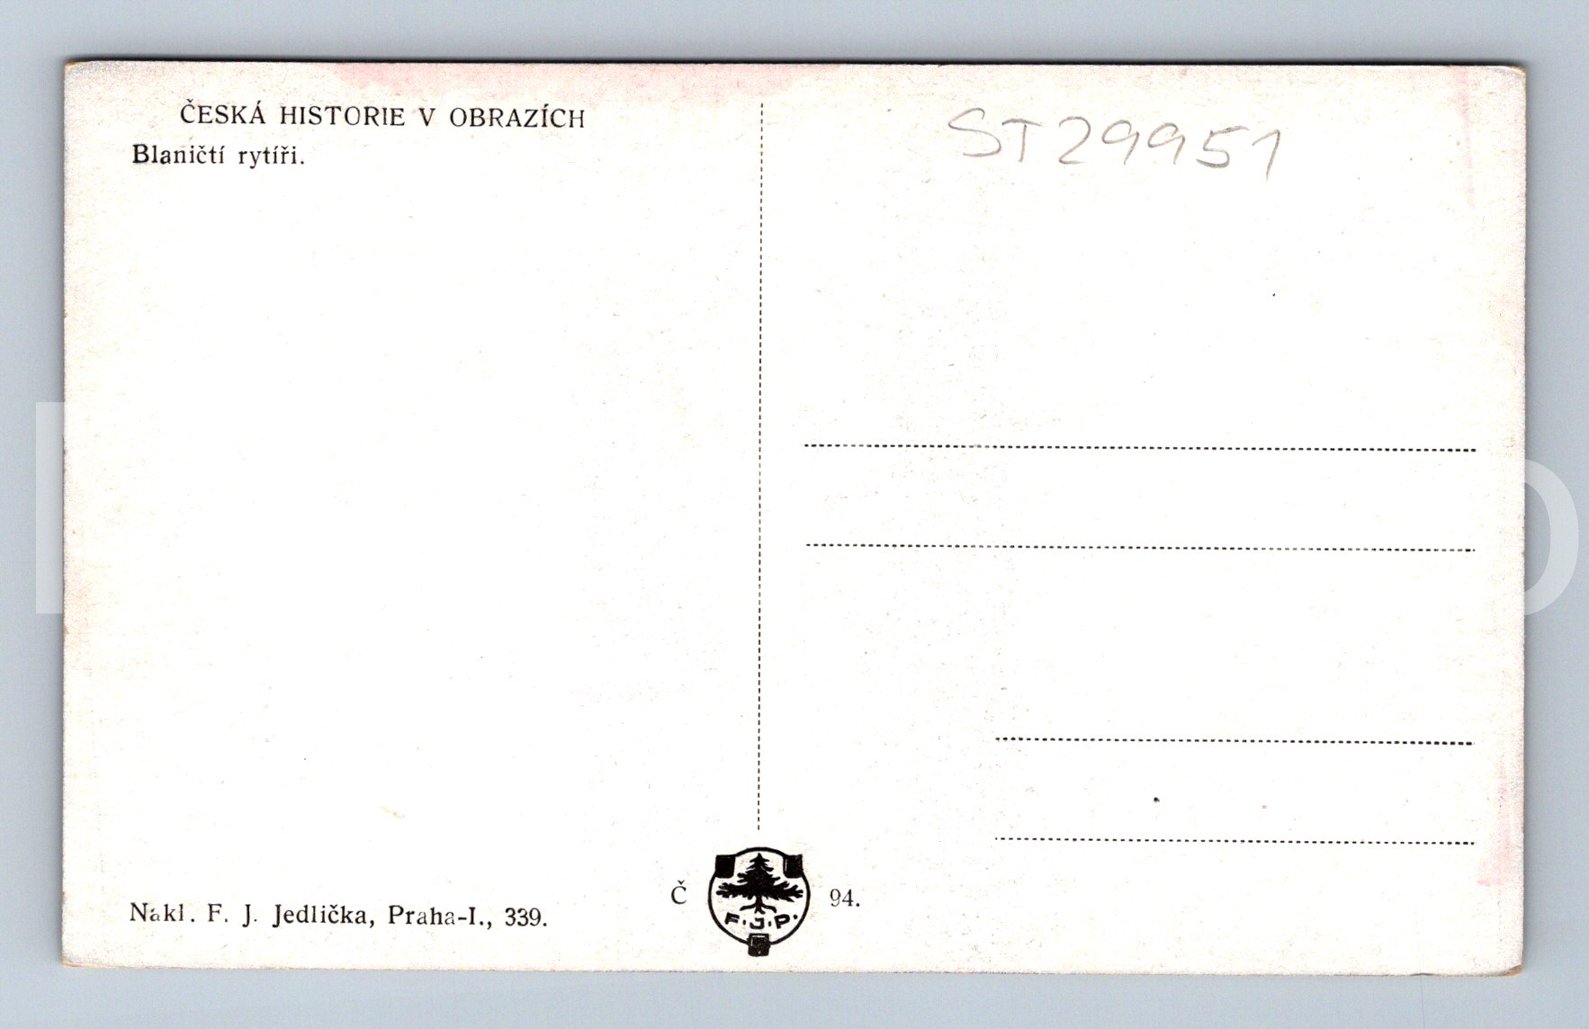 ČESKÁ HISTORIE V OBRAZÍCH
Blaničtí rytíři.
ST29951
Nakl. F. J. Jedlička, Praha-I., 339.
Č 94.
F.J.P.